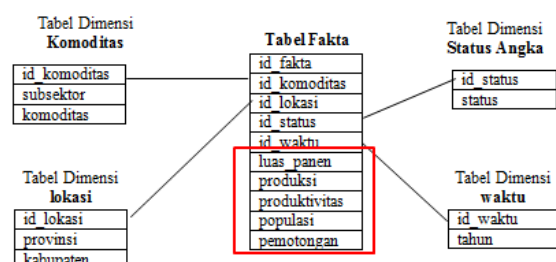 Tabel Dimensi
Komoditas
id_komoditas
subsektor
komoditas
Tabel Fakta
id_fakta
id_komoditas
id_lokasi
id_status
id_waktu
luas_panen
produksi
produktivitas
populasi
pemotongan
Tabel Dimensi
Status Angka
id_status
status
Tabel Dimensi
lokasi
id_lokasi
provinsi
kabupaten
Tabel Dimensi
waktu
id_waktu
tahun